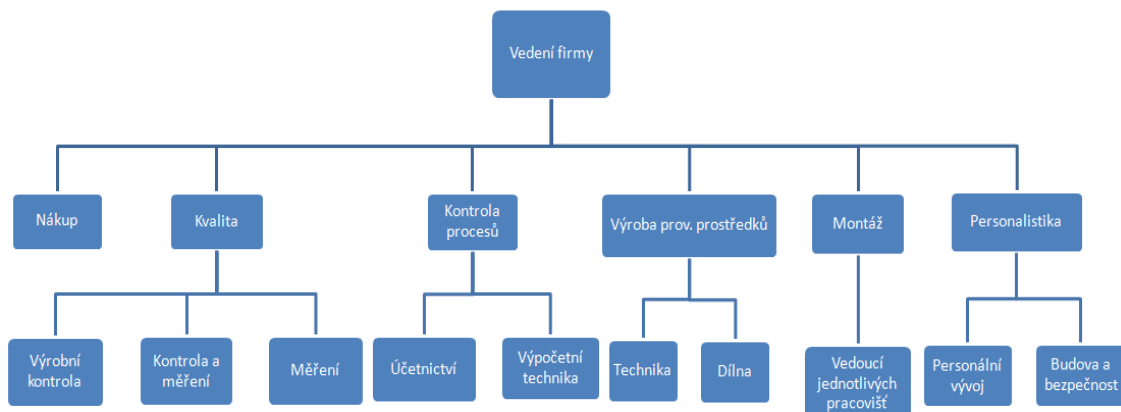 Vedení firmy
Nákup
Kvalita
Kontrola
procesů
Výroba prov. prostředků
Montáž
Personalistika
Výrobní
kontrola
Kontrola a
měření
Měření
Účetnictví
Výpočetní
technika
Technika
Dílna
Vedoucí
jednotlivých
pracovišť
Personální
vývoj
Budova a
bezpečnost